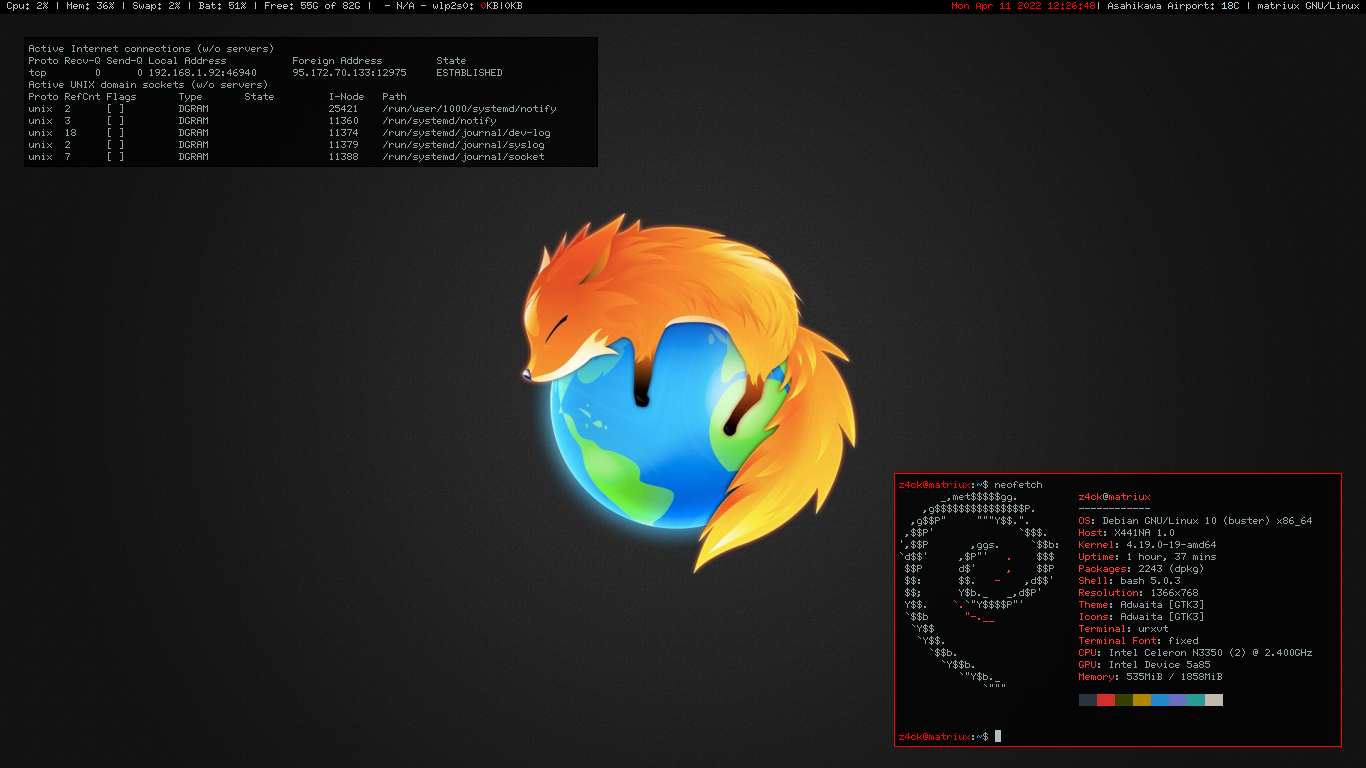 Cpu: 2% | Mem: 36% | Swap: 2% | Bat: 51% | Free: 55G of 82G |  - N/A - wlp2s0: 0KB|0KB
Mon Apr 11 2022 12:26:48| Asahikawa Airport: 18C | matriux GNU/Linux
Active Internet connections (w/o servers)
Proto Recv-Q Send-Q Local Address           Foreign Address         State
tcp        0      0 192.168.1.92:46940      95.172.70.133:12975     ESTABLISHED
Active UNIX domain sockets (w/o servers)
Proto RefCnt Flags       Type       State         I-Node   Path
unix  2      [ ]         DGRAM                    25421    /run/user/1000/systemd/notify
unix  3      [ ]         DGRAM                    11360    /run/systemd/notify
unix  18     [ ]         DGRAM                    11374    /run/systemd/journal/dev-log
unix  2      [ ]         DGRAM                    11379    /run/systemd/journal/syslog
unix  7      [ ]         DGRAM                    11388    /run/systemd/journal/socket
z4ck@matriux:~$ neofetch
       _,met$$$$$gg.          z4ck@matriux
    ,g$$$$$$$$$$$$$$$P.       ------------
  ,g$$P"     """Y$$.".        OS: Debian GNU/Linux 10 (buster) x86_64
 ,$$P'              `$$$.     Host: X441NA 1.0
',$$P       ,ggs.     `$$b:   Kernel: 4.19.0-19-amd64
`d$$'     ,$P"'   .    $$$    Uptime: 1 hour, 37 mins
 $$P      d$'     ,    $$P    Packages: 2243 (dpkg)
 $$:      $$.   -    ,d$$'    Shell: bash 5.0.3
 $$;      Y$b._   _,d$P'      Resolution: 1366x768
 Y$$.    `.`"Y$$$$P"'         Theme: Adwaita [GTK3]
 `$$b      "-.__              Icons: Adwaita [GTK3]
  `Y$$                        Terminal: urxvt
   `Y$$.                      Terminal Font: fixed
     `$$b.                    CPU: Intel Celeron N3350 (2) @ 2.400GHz
       `Y$$b.                 GPU: Intel Device 5a85
          `"Y$b._             Memory: 535MiB / 1858MiB
              `"""
z4ck@matriux:~$